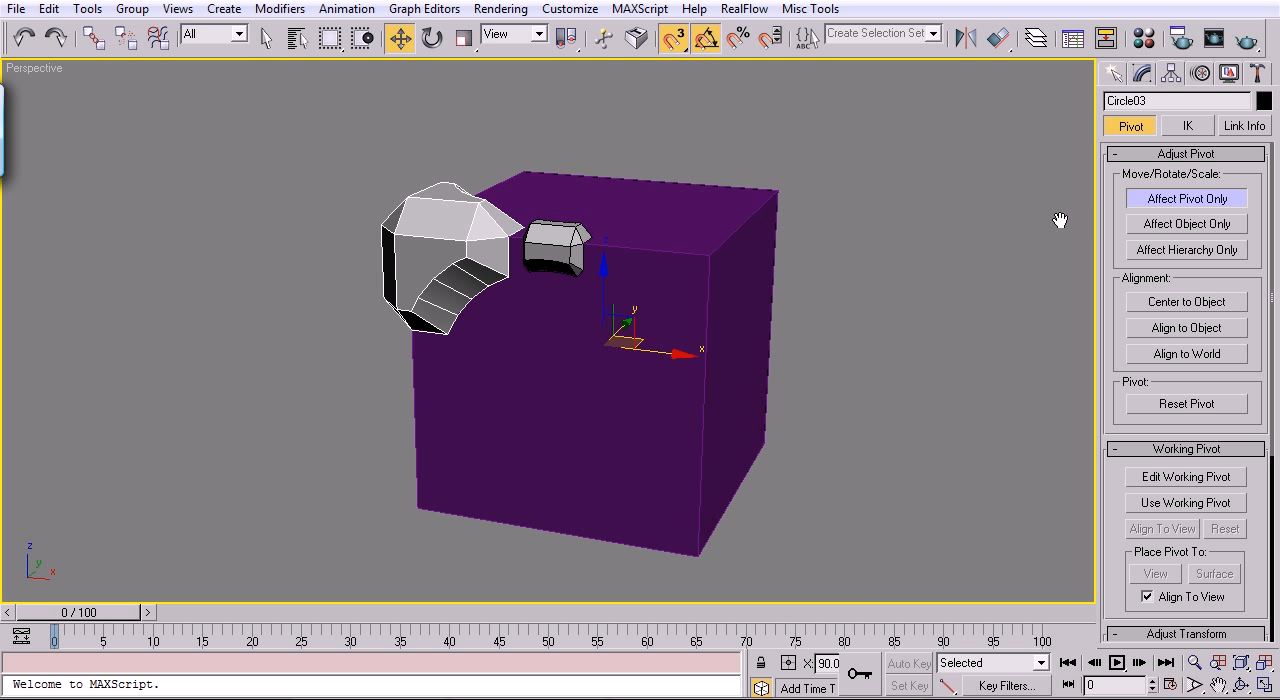 File Edit Tools Group Views Create Modifiers Animation Graph Editors Rendering Customize MAXScript Help RealFlow Misc Tools
All View 3 % ABC Create Selection Set
Perspective
Circle03
Pivot IK Link Info
- Adjust Pivot
Move/Rotate/Scale:
Affect Pivot Only
Affect Object Only
Affect Hierarchy Only
Alignment:
Center to Object
Align to Object
Align to World
Pivot:
Reset Pivot
- Working Pivot
Edit Working Pivot
Use Working Pivot
Align To View Reset
Place Pivot To:
View Surface
Align To View
- Adjust Transform
z
y
x
z
y
x
< 0 / 100 >
0 5 10 15 20 25 30 35 40 45 50 55 60 65 70 75 80 85 90 95 100
X: 90.0 Auto Key Selected
Welcome to MAXScript. Add Time T Set Key Key Filters... 0